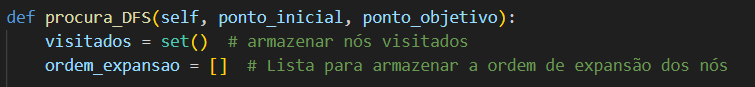 def procura_DFS(self, ponto_inicial, ponto_objetivo):
    visitados = set()  # armazenar nós visitados
    ordem_expansao = []  # Lista para armazenar a ordem de expansão dos nós